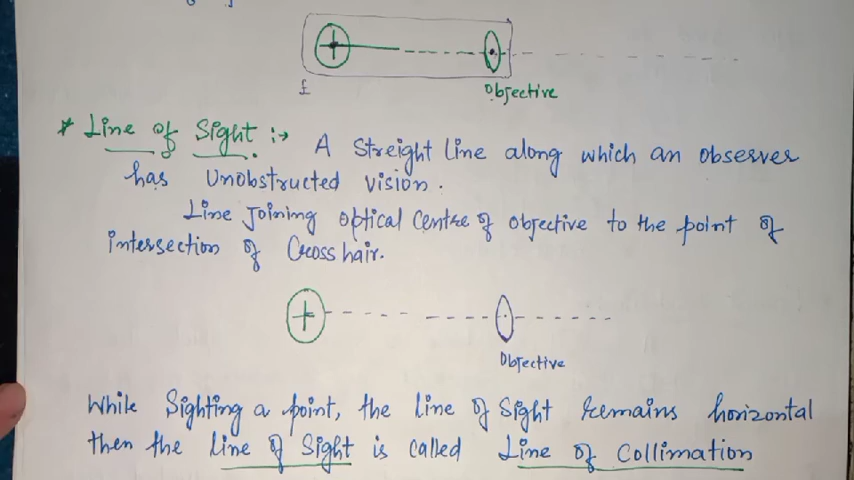 Objective
* Line of Sight :→ A Streight Line along which an observer
has Unobstructed vision.
Line Joining optical Centre of objective to the point of
intersection of Cross hair.
Objective
While Sighting a point, the Line of Sight remains horizontal
then the Line of Sight is called Line of Collimation